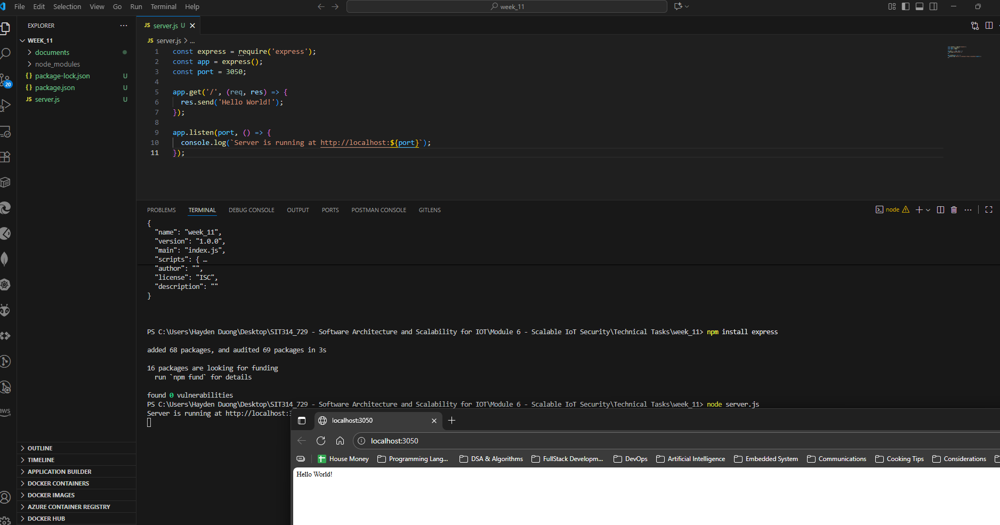 File Edit Selection View Go Run Terminal Help
week_11
EXPLORER
WEEK_11
documents
node_modules
package-lock.json U
package.json U
server.js U
20
aws
OUTLINE
TIMELINE
APPLICATION BUILDER
DOCKER CONTAINERS
DOCKER IMAGES
AZURE CONTAINER REGISTRY
DOCKER HUB
JS server.js U
JS server.js > ...
1 const express = require('express');
2 const app = express();
3 const port = 3050;
4
5 app.get('/', (req, res) => {
6 res.send('Hello World!');
7 });
8
9 app.listen(port, () => {
10 console.log(`Server is running at http://localhost:${port}`);
11 });
PROBLEMS TERMINAL DEBUG CONSOLE OUTPUT PORTS POSTMAN CONSOLE GITLENS
node
{
"name": "week_11",
"version": "1.0.0",
"main": "index.js",
"scripts": { …
"author": "",
"license": "ISC",
"description": ""
}
PS C:\Users\Hayden Duong\Desktop\SIT314_729 - Software Architecture and Scalability for IOT\Module 6 - Scalable IoT Security\Technical Tasks\week_11> npm install express
added 68 packages, and audited 69 packages in 3s
16 packages are looking for funding
run `npm fund` for details
found 0 vulnerabilities
PS C:\Users\Hayden Duong\Desktop\SIT314_729 - Software Architecture and Scalability for IOT\Module 6 - Scalable IoT Security\Technical Tasks\week_11> node server.js
Server is running at http://localhost:
localhost:3050
localhost:3050
House Money Programming Lang... DSA & Algorithms FullStack Developm... DevOps Artificial Intelligence Embedded System Communications Cooking Tips Considerations
Hello World!